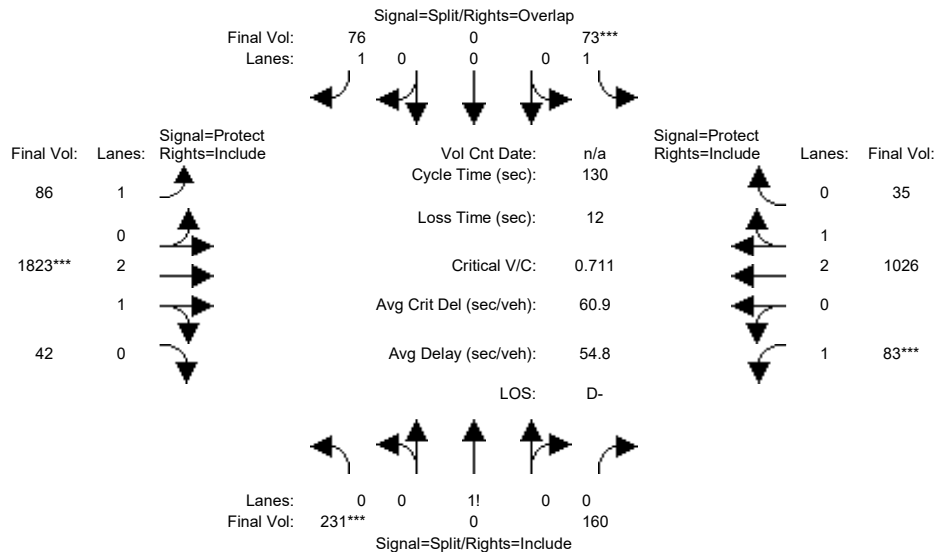 Signal=Split/Rights=Overlap
Final Vol: 76 0 73***
Lanes: 1 0 0 0 1
Signal=Protect
Final Vol: Lanes: Rights=Include
Vol Cnt Date: n/a
Signal=Protect
Rights=Include Lanes: Final Vol:
Cycle Time (sec): 130
86 1
0 35
Loss Time (sec): 12
0
1
1823*** 2
Critical V/C: 0.711
2 1026
1
Avg Crit Del (sec/veh): 60.9
0
42 0
Avg Delay (sec/veh): 54.8
1 83***
LOS: D-
Lanes: 0 0 1! 0 0
Final Vol: 231*** 0 160
Signal=Split/Rights=Include